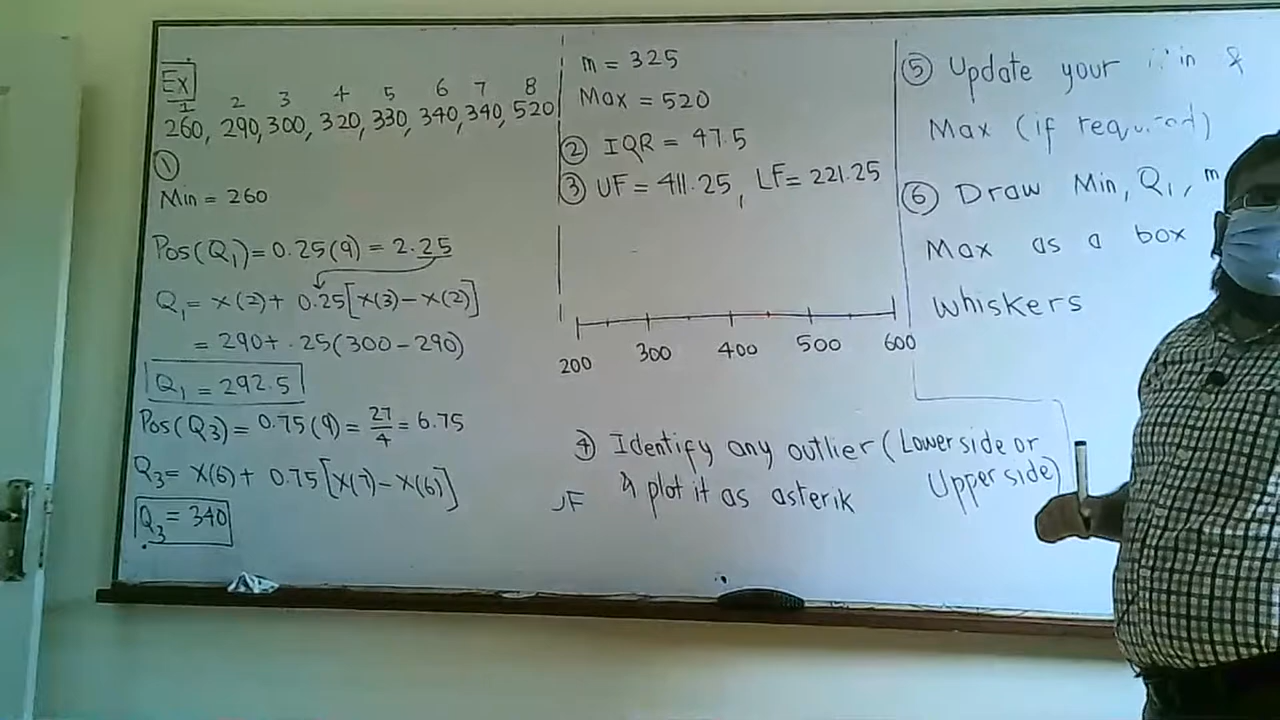 Ex
1 2 3 4 5 6 7 8
260, 290, 300, 320, 330, 340, 340, 520
①
Min = 260
Pos(Q₁) = 0.25(9) = 2.25
Q₁ = x(2) + 0.25[x(3) − x(2)]
= 290 + .25(300 − 290)
Q₁ = 292.5
Pos(Q₃) = 0.75(9) = 27/4 = 6.75
Q₃ = x(6) + 0.75[x(7) − x(6)]
Q₃ = 340
m = 325
Max = 520
② IQR = 47.5
③ UF = 411.25, LF = 221.25
200 300 400 500 600
④ Identify any outlier (Lower side or
Upper side)
& plot it as asterik
UF
⑤ Update your &
Max (if required)
⑥ Draw Min, Q₁, m
Max as a box
Whiskers